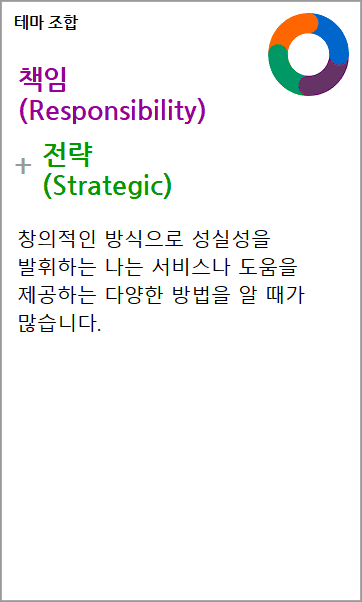 테마 조합
책임
(Responsibility)
+ 전략
(Strategic)
창의적인 방식으로 성실성을
발휘하는 나는 서비스나 도움을
제공하는 다양한 방법을 알 때가
많습니다.